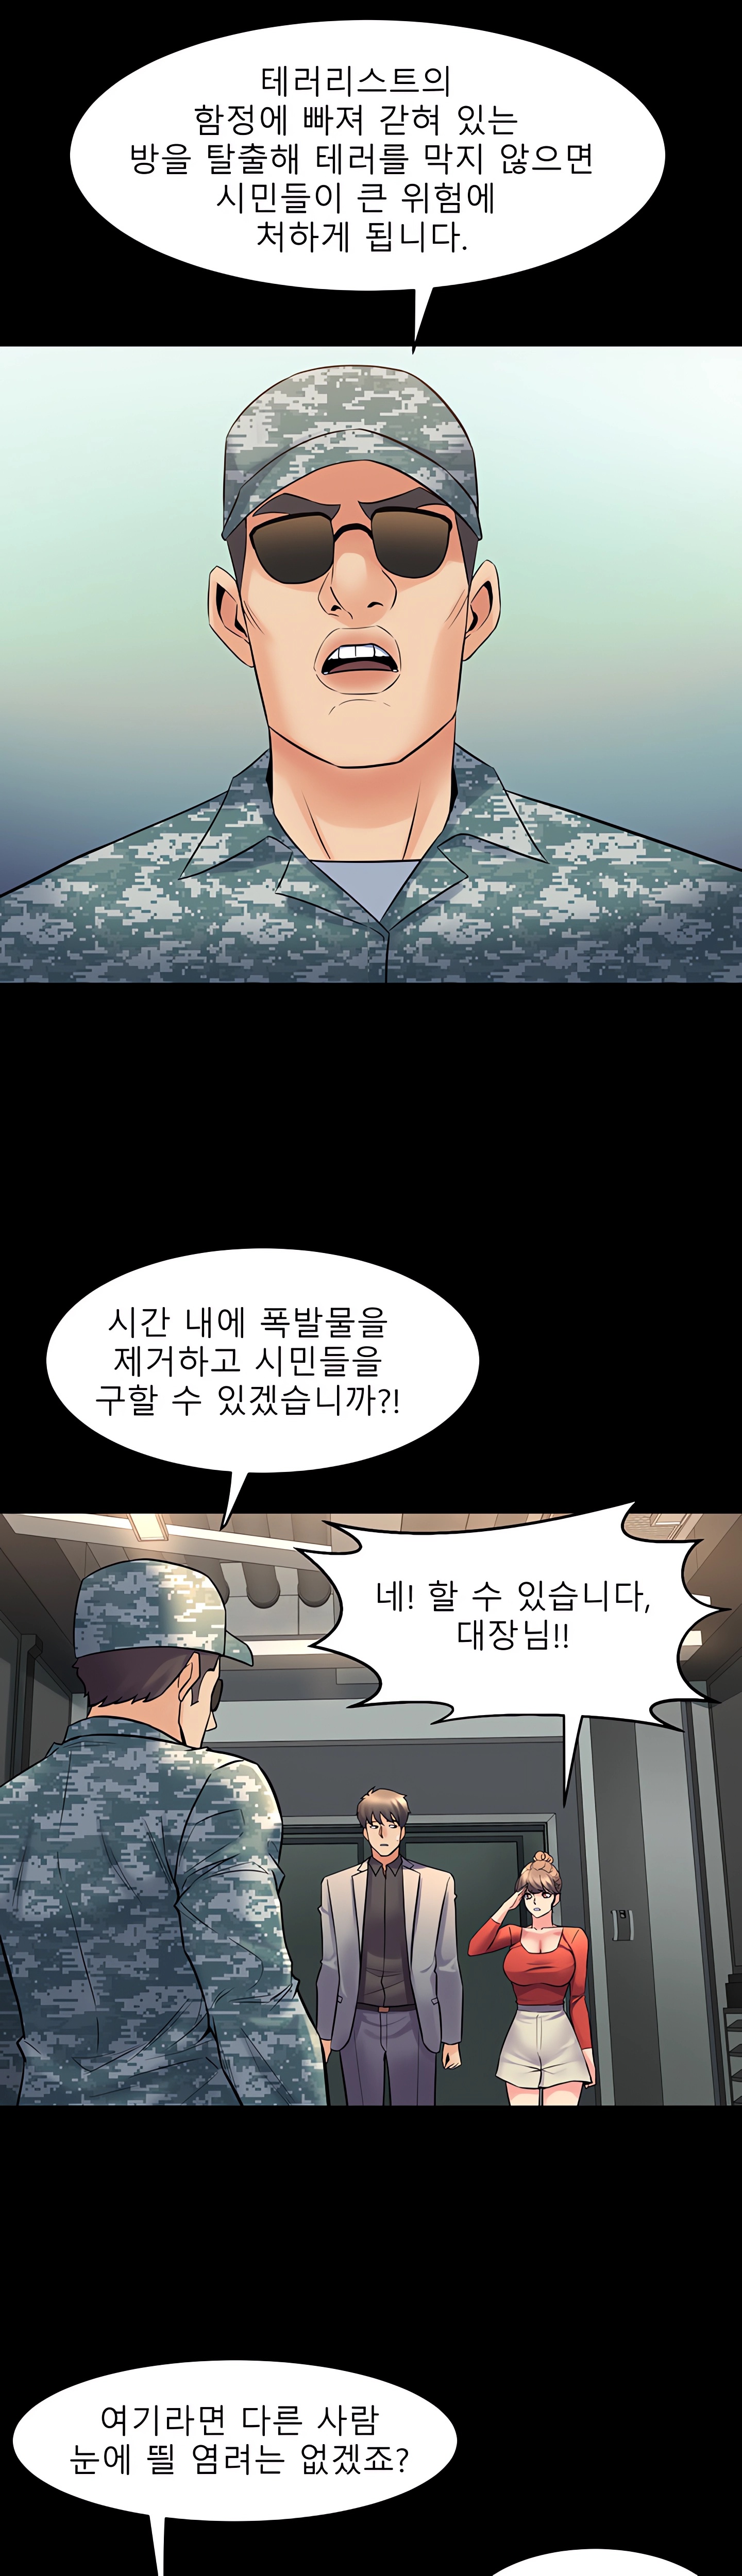 테러리스트의
함정에 빠져 갇혀 있는
방을 탈출해 테러를 막지 않으면
시민들이 큰 위험에
처하게 됩니다.
시간 내에 폭발물을
제거하고 시민들을
구할 수 있겠습니까?!
네! 할 수 있습니다,
대장님!!
여기라면 다른 사람
눈에 띌 염려는 없겠죠?